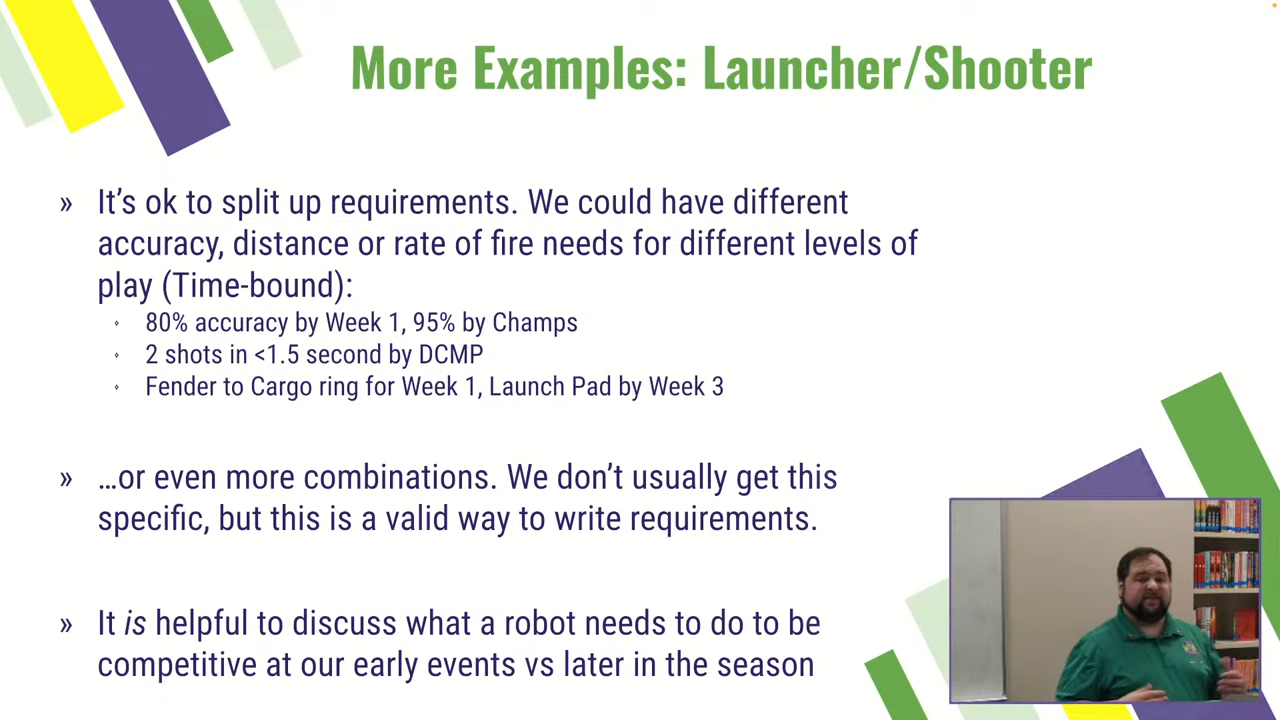 More Examples: Launcher/Shooter
» It’s ok to split up requirements. We could have different
accuracy, distance or rate of fire needs for different levels of
play (Time-bound):
80% accuracy by Week 1, 95% by Champs
2 shots in <1.5 second by DCMP
Fender to Cargo ring for Week 1, Launch Pad by Week 3
» …or even more combinations. We don’t usually get this
specific, but this is a valid way to write requirements.
» It is helpful to discuss what a robot needs to do to be
competitive at our early events vs later in the season